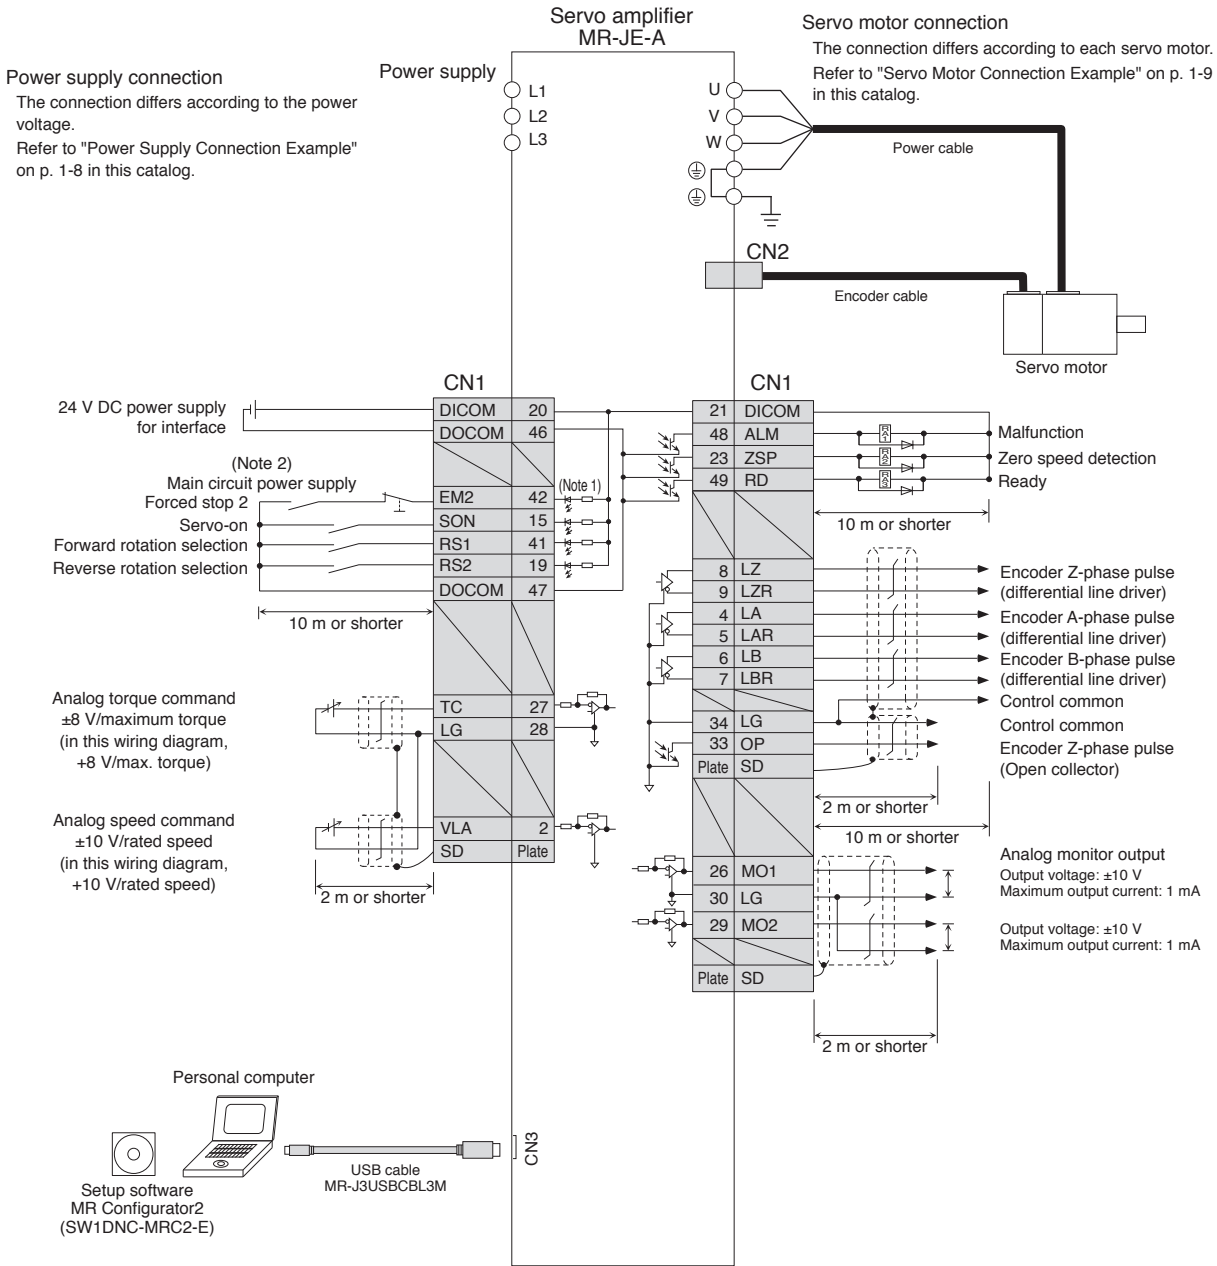 Servo amplifier
MR-JE-A
Servo motor connection
The connection differs according to each servo motor.
Refer to "Servo Motor Connection Example" on p. 1-9
in this catalog.
Power supply connection
The connection differs according to the power
voltage.
Refer to "Power Supply Connection Example"
on p. 1-8 in this catalog.
Power supply
L1
L2
L3
U
V
W
Power cable
CN2
Encoder cable
Servo motor
CN1
24 V DC power supply
for interface
DICOM 20
DOCOM 46
(Note 2)
Main circuit power supply
Forced stop 2
EM2 42
(Note 1)
Servo-on
SON 15
Forward rotation selection
RS1 41
Reverse rotation selection
RS2 19
DOCOM 47
10 m or shorter
Analog torque command
±8 V/maximum torque
(in this wiring diagram,
+8 V/max. torque)
TC 27
LG 28
Analog speed command
±10 V/rated speed
(in this wiring diagram,
+10 V/rated speed)
VLA 2
SD Plate
2 m or shorter
CN1
21 DICOM
48 ALM
RA1
Malfunction
23 ZSP
RA2
Zero speed detection
49 RD
RA3
Ready
10 m or shorter
8 LZ
9 LZR
Encoder Z-phase pulse
(differential line driver)
4 LA
5 LAR
Encoder A-phase pulse
(differential line driver)
6 LB
7 LBR
Encoder B-phase pulse
(differential line driver)
Control common
34 LG
Control common
33 OP
Encoder Z-phase pulse
(Open collector)
Plate SD
2 m or shorter
10 m or shorter
Analog monitor output
26 MO1
Output voltage: ±10 V
Maximum output current: 1 mA
30 LG
29 MO2
Output voltage: ±10 V
Maximum output current: 1 mA
Plate SD
2 m or shorter
Personal computer
CN3
USB cable
MR-J3USBCBL3M
Setup software
MR Configurator2
(SW1DNC-MRC2-E)